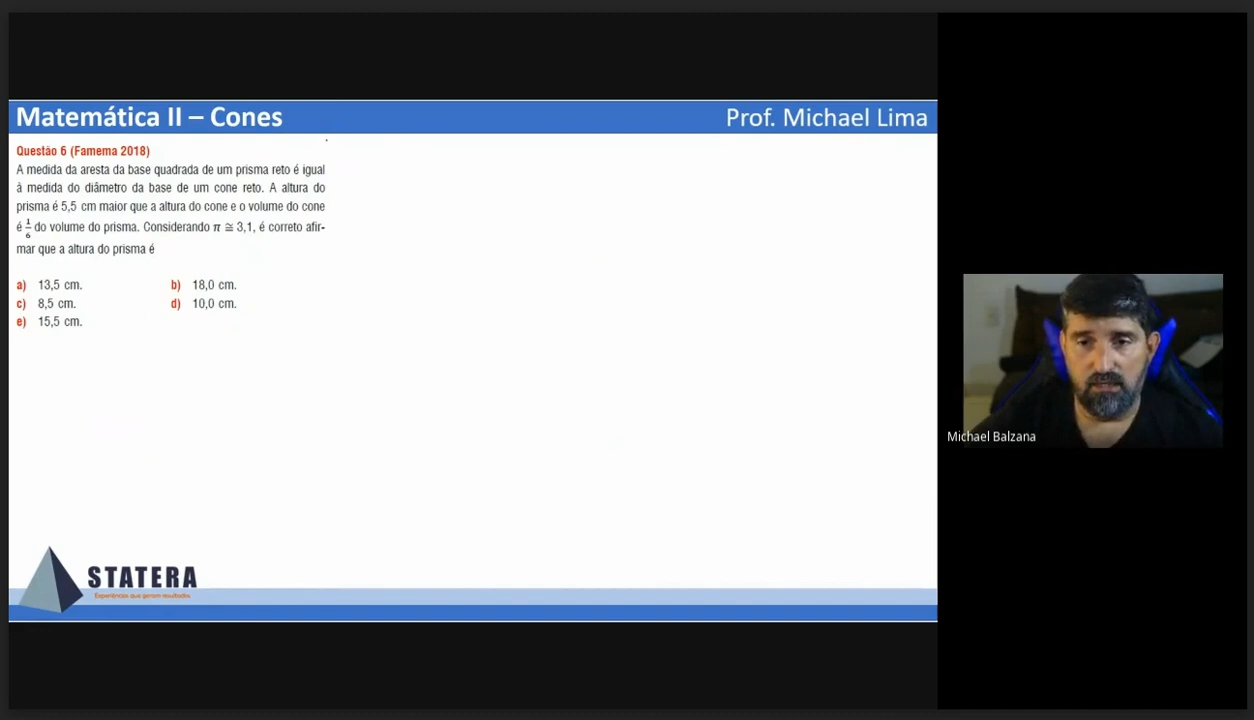 Matemática II – Cones
Prof. Michael Lima
Questão 6 (Famema 2018)
A medida da aresta da base quadrada de um prisma reto é igual
à medida do diâmetro da base de um cone reto. A altura do
prisma é 5,5 cm maior que a altura do cone e o volume do cone
é 1/6 do volume do prisma. Considerando π ≅ 3,1, é correto afir-
mar que a altura do prisma é
a) 13,5 cm.
b) 18,0 cm.
c) 8,5 cm.
d) 10,0 cm.
e) 15,5 cm.
Michael Balzana
STATERA
Experiências que geram resultados